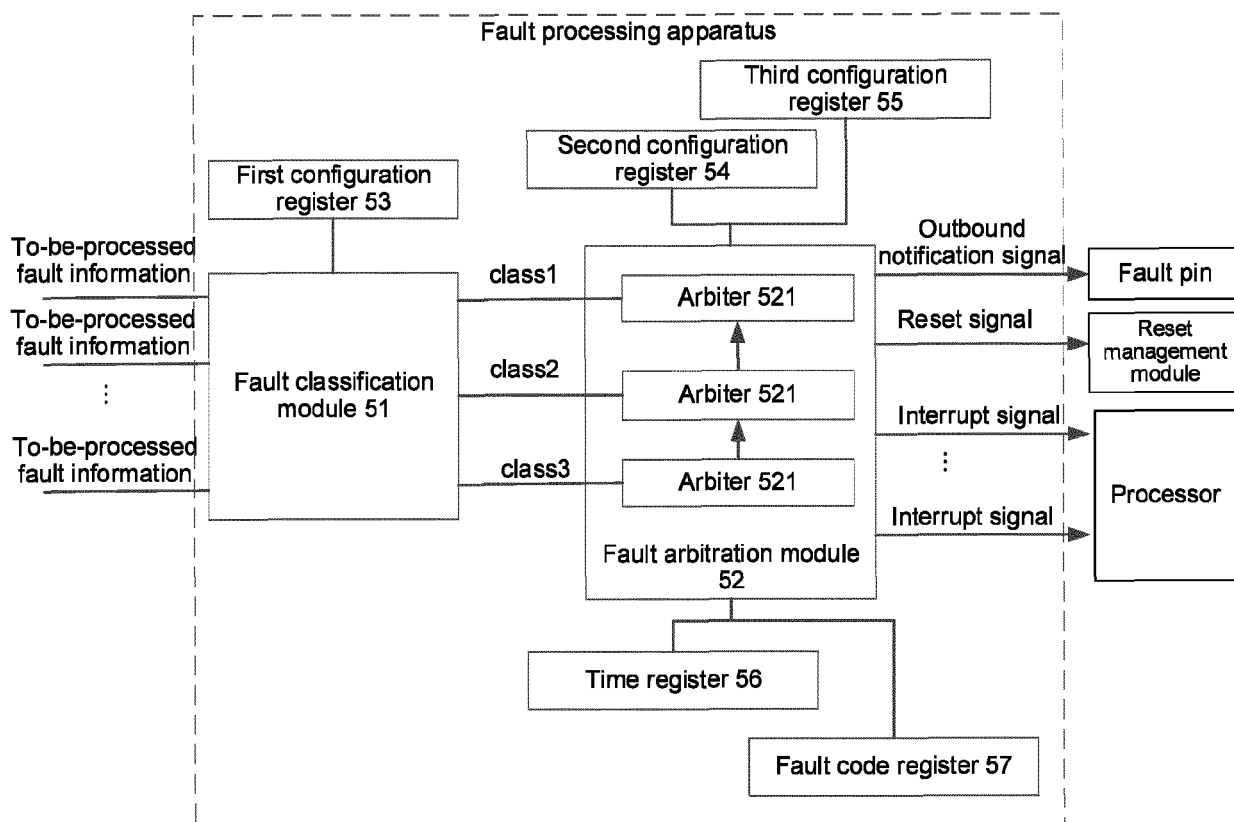 Fault processing apparatus
Third configuration
register 55
Second configuration
register 54
First configuration
register 53
To-be-processed
fault information
To-be-processed
fault information
⋮
To-be-processed
fault information
Fault classification
module 51
class1
class2
class3
Arbiter 521
Arbiter 521
Arbiter 521
Fault arbitration module
52
Outbound
notification signal
Reset signal
Interrupt signal
⋮
Interrupt signal
Fault pin
Reset
management
module
Processor
Time register 56
Fault code register 57